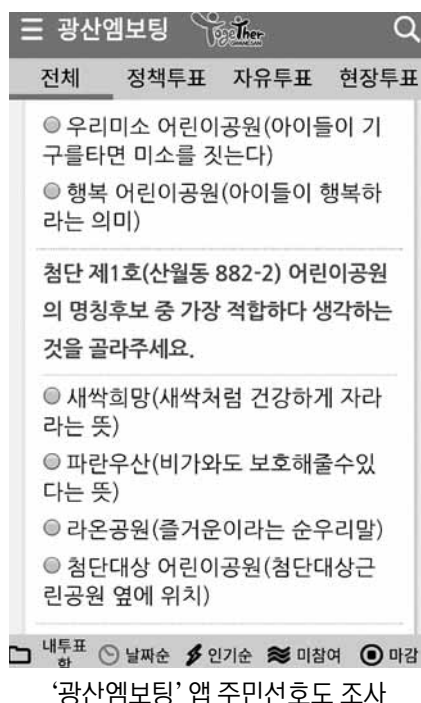 광산엠보팅 TogeTher
전체 정책투표 자유투표 현장투표
우리미소 어린이공원(아이들이 기
구를타면 미소를 짓는다)
행복 어린이공원(아이들이 행복하
라는 의미)
첨단 제1호(산월동 882-2) 어린이공원
의 명칭후보 중 가장 적합하다 생각하는
것을 골라주세요.
새싹희망(새싹처럼 건강하게 자라
라는 뜻)
파란우산(비가와도 보호해줄수있
다는 뜻)
라온공원(즐거운이라는 순우리말)
첨단대상 어린이공원(첨단대상근
린공원 옆에 위치)
내투표
함 날짜순 인기순 미참여 마감
‘광산엠보팅’ 앱 주민선호도 조사